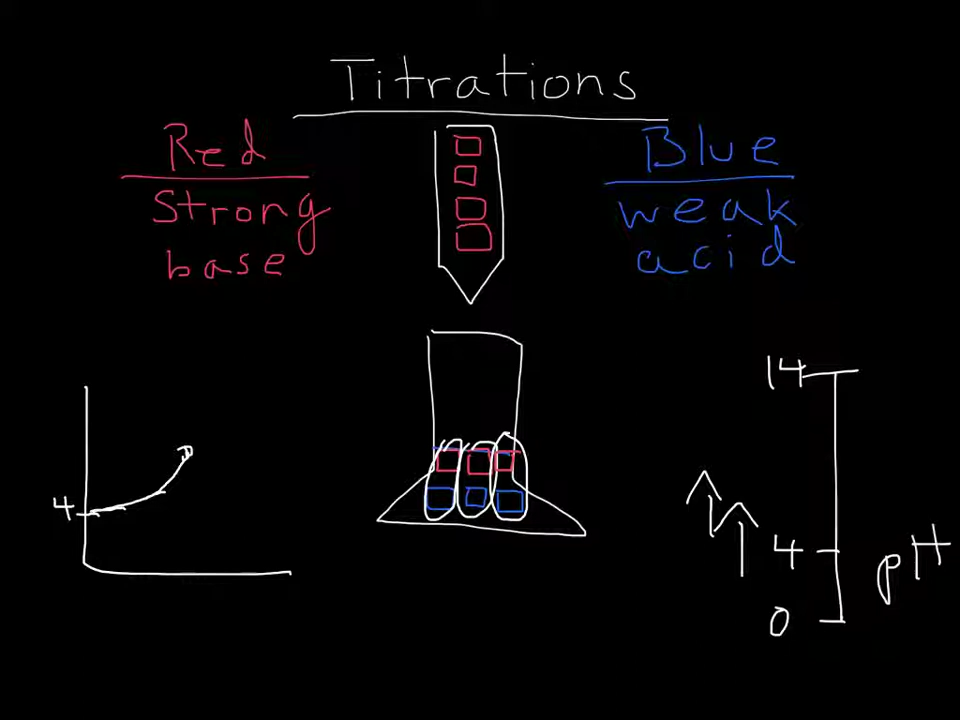 Titrations
Red
Strong
base
Blue
weak
acid
4
14
4
0
pH